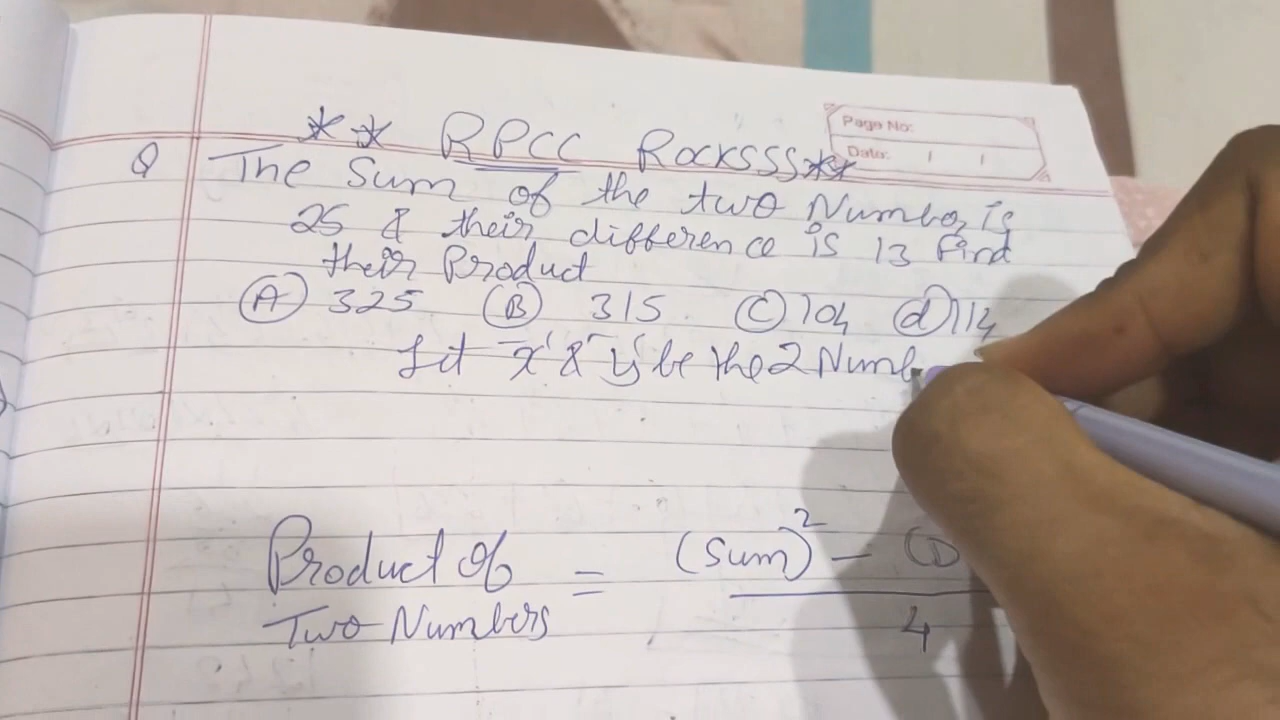 Page No:
Date:
** RPCC Rocksss**
Q The Sum of the two Number is
25 & their difference is 13 find
their Product
(A) 325 (B) 315 (C) 104 (d) 114
Let 'x' & 'y' be the 2 Numb
Product of = (Sum)² – (D
Two Numbers 4